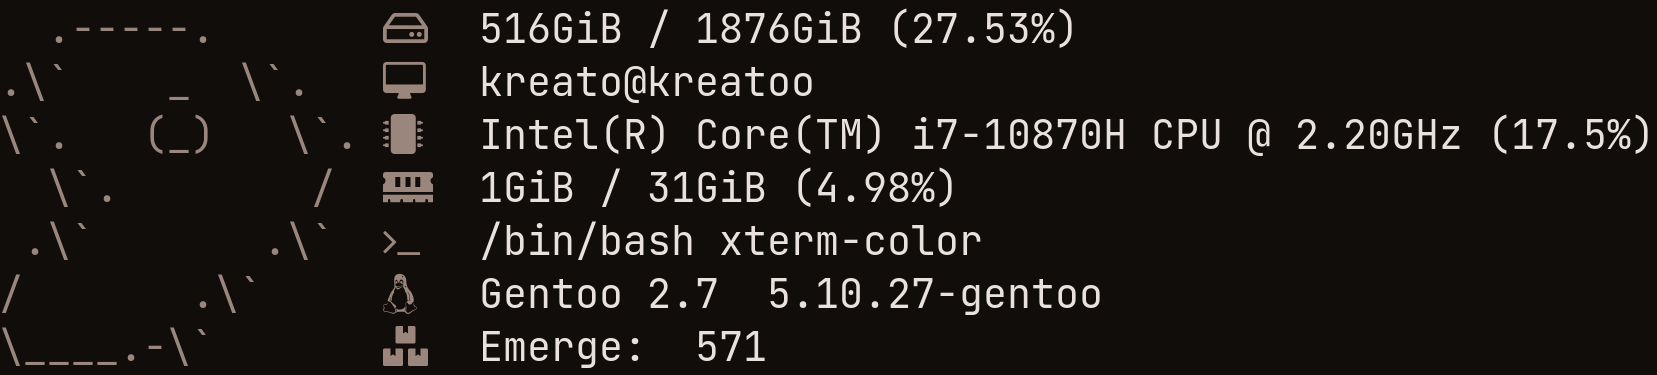 516GiB / 1876GiB (27.53%)
kreato@kreatoo
Intel(R) Core(TM) i7-10870H CPU @ 2.20GHz (17.5%)
1GiB / 31GiB (4.98%)
/bin/bash xterm-color
Gentoo 2.7  5.10.27-gentoo
Emerge:  571